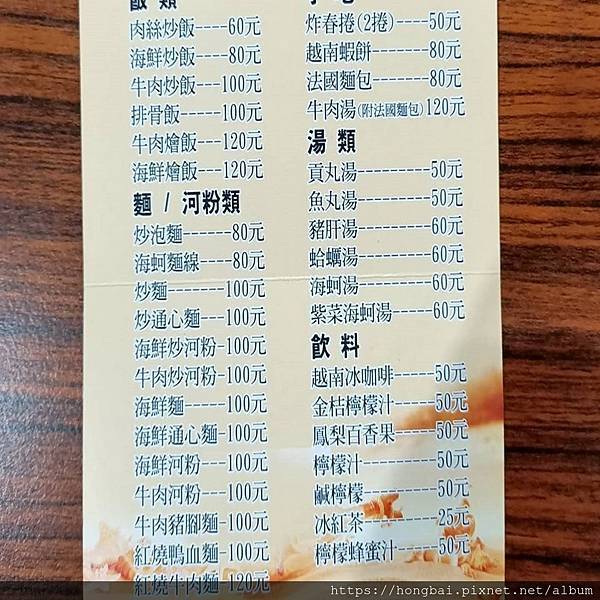 飯 類
肉絲炒飯----60元
海鮮炒飯----80元
牛肉炒飯---100元
排骨飯-----100元
牛肉燴飯---120元
海鮮燴飯---120元
麵 / 河粉類
炒泡麵------80元
海蚵麵線----80元
炒麵-------100元
炒通心麵---100元
海鮮炒河粉-100元
牛肉炒河粉-100元
海鮮麵-----100元
海鮮通心麵-100元
海鮮河粉---100元
牛肉河粉---100元
牛肉豬腳麵-100元
紅燒鴨血麵-100元
紅燒牛肉麵-120元
炸春捲(2捲)----50元
越南蝦餅-------80元
法國麵包-------80元
牛肉湯(附法國麵包)120元
湯 類
貢丸湯---------50元
魚丸湯---------50元
豬肝湯---------60元
蛤蠣湯---------60元
海蚵湯---------60元
紫菜海蚵湯-----60元
飲 料
越南冰咖啡-----50元
金桔檸檬汁-----50元
鳳梨百香果-----50元
檸檬汁---------50元
鹹檸檬---------50元
冰紅茶---------25元
檸檬蜂蜜汁-----50元
https://hongbai.pixnet.net/album